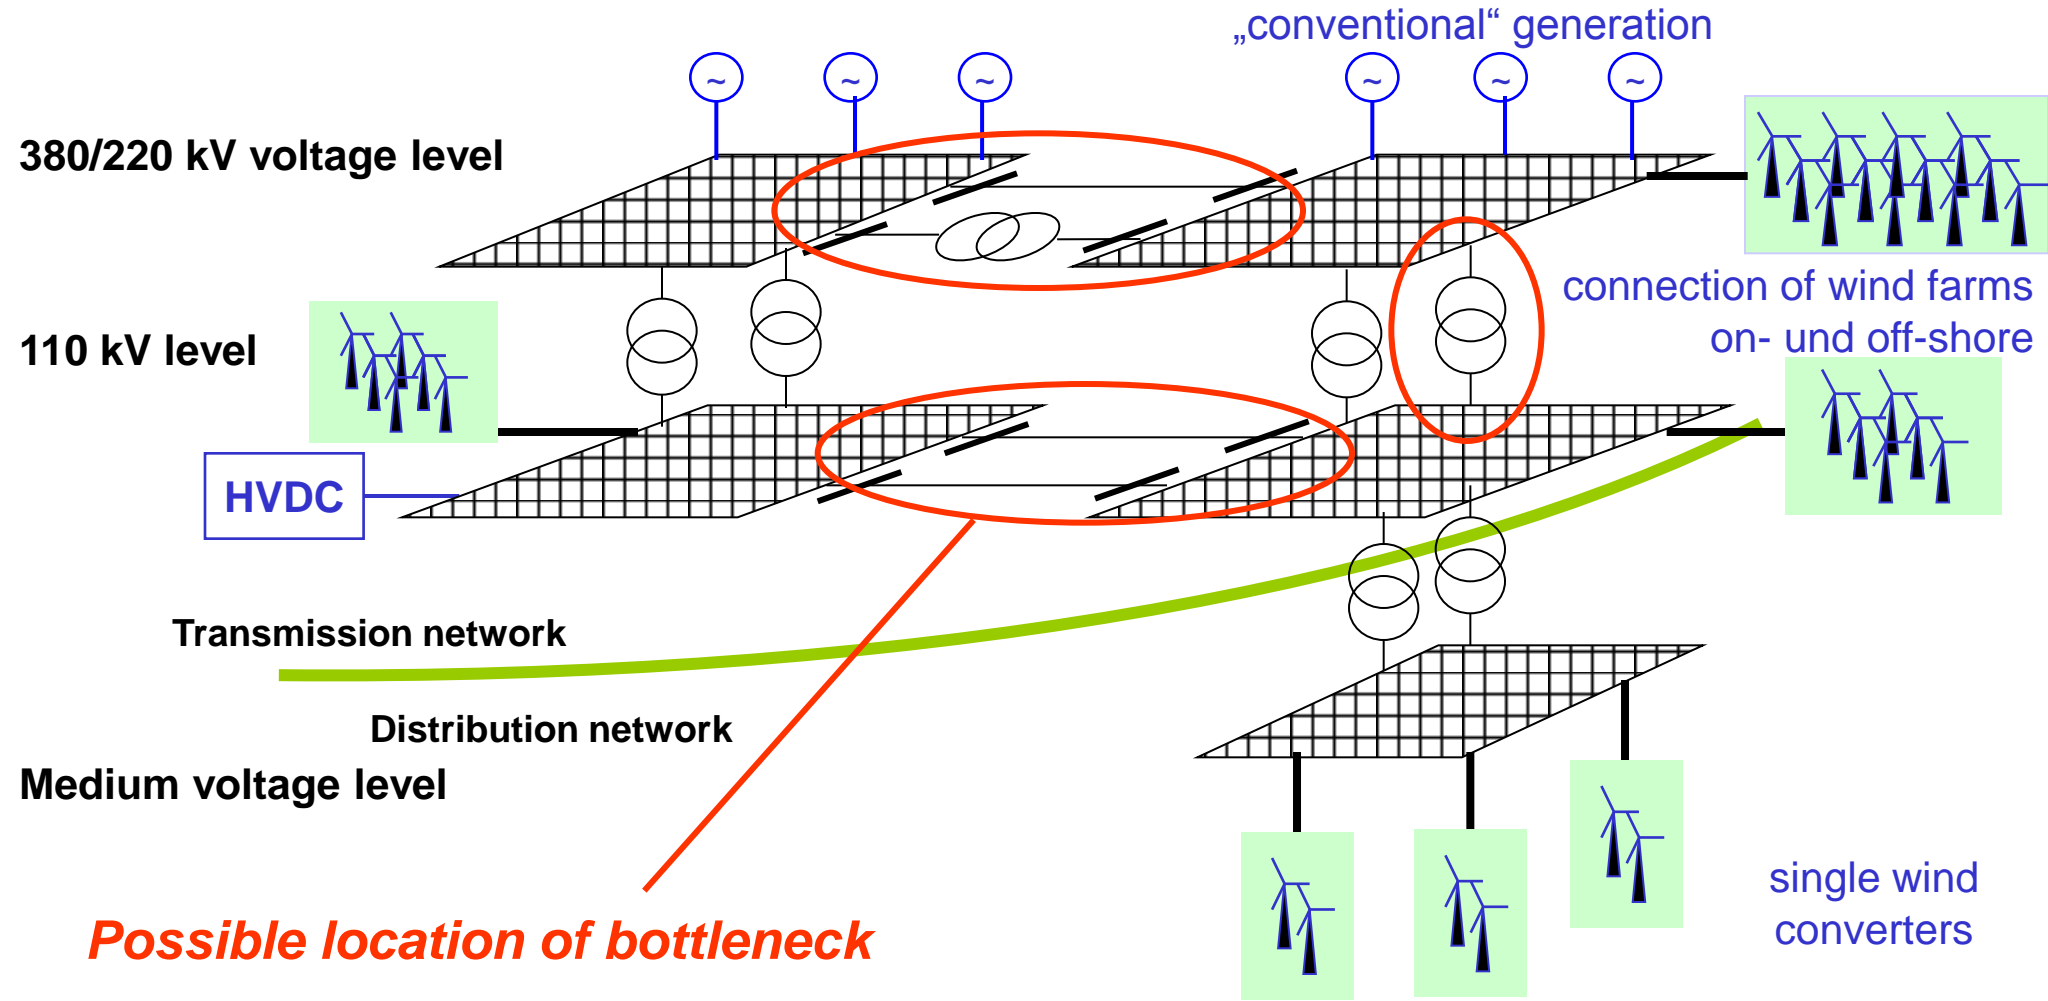 „conventional“ generation
~ ~ ~ ~ ~ ~
380/220 kV voltage level
connection of wind farms
on- und off-shore
110 kV level
HVDC
Transmission network
Distribution network
Medium voltage level
single wind
converters
Possible location of bottleneck